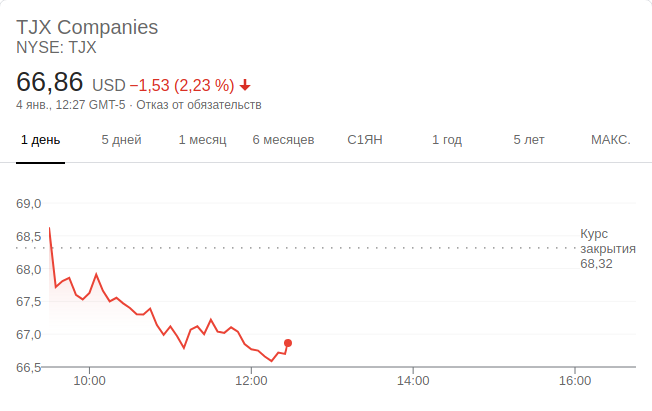 TJX Companies
NYSE: TJX
66,86 USD −1,53 (2,23 %)
4 янв., 12:27 GMT-5 · Отказ от обязательств
1 день 5 дней 1 месяц 6 месяцев С1ЯН 1 год 5 лет МАКС.
69,0
68,5
68,0
67,5
67,0
66,5
Курс
закрытия
68,32
10:00 12:00 14:00 16:00